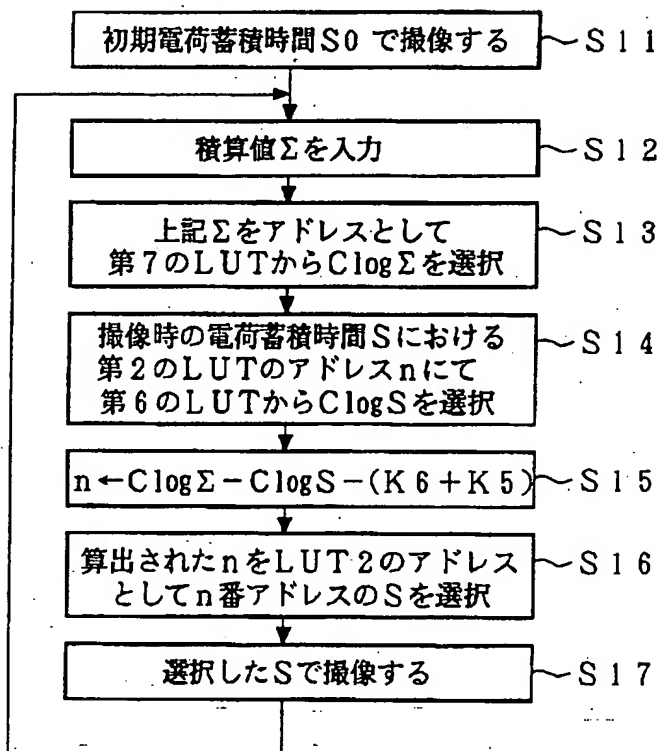 初期電荷蓄積時間S0で撮像する ~S11
積算値Σを入力 ~S12
上記Σをアドレスとして
第7のLUTからClogΣを選択 ~S13
撮像時の電荷蓄積時間Sにおける
第2のLUTのアドレスnにて
第6のLUTからClogSを選択 ~S14
n←ClogΣ-ClogS-(K6+K5) ~S15
算出されたnをLUT2のアドレス
としてn番アドレスのSを選択 ~S16
選択したSで撮像する ~S17